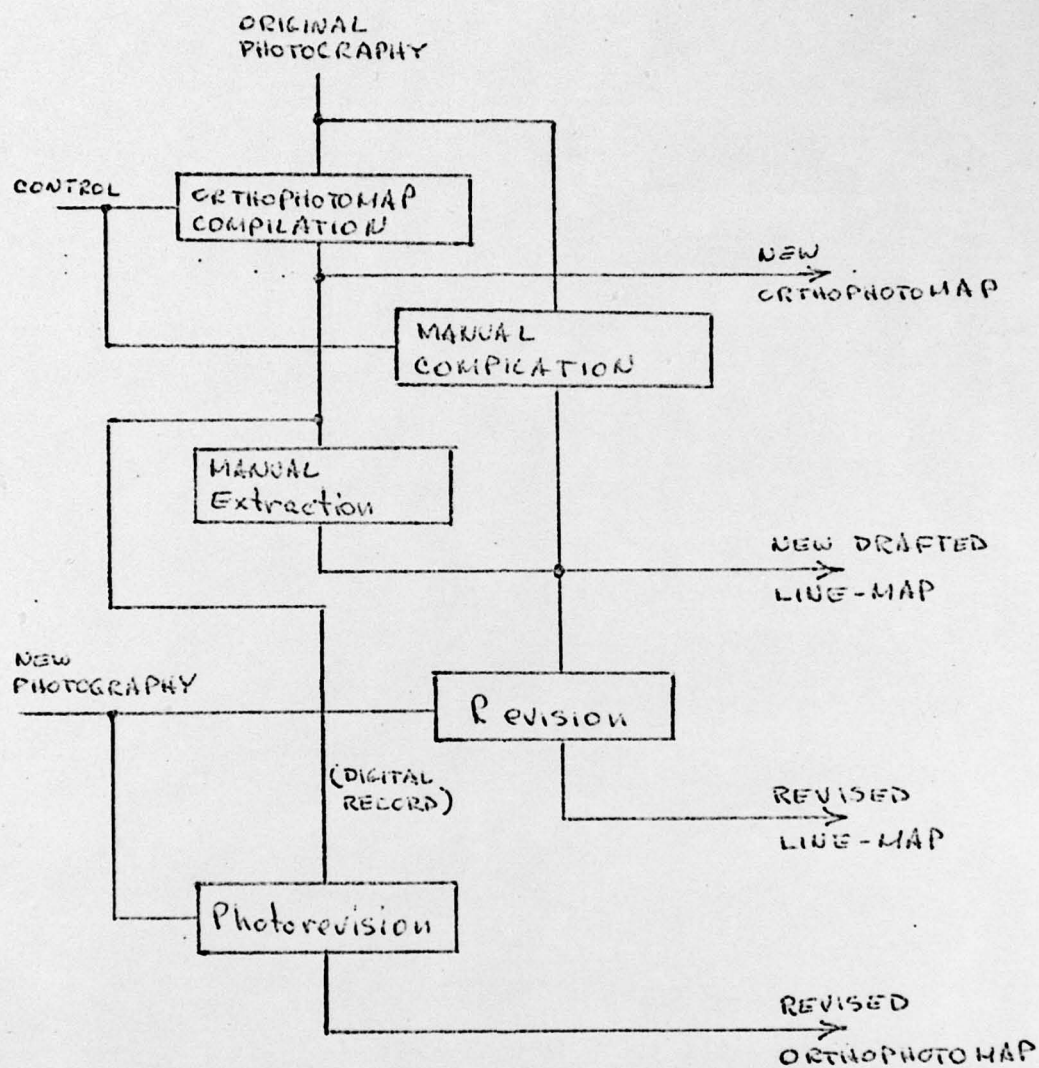 ORIGINAL
PHOTOGRAPHY
CONTROL
ORTHOPHOTOMAP
COMPILATION
NEW
ORTHOPHOTOMAP
MANUAL
COMPILATION
MANUAL
Extraction
NEW DRAFTED
LINE-MAP
NEW
PHOTOGRAPHY
Revision
(DIGITAL
RECORD)
REVISED
LINE-MAP
Photorevision
REVISED
ORTHOPHOTOMAP